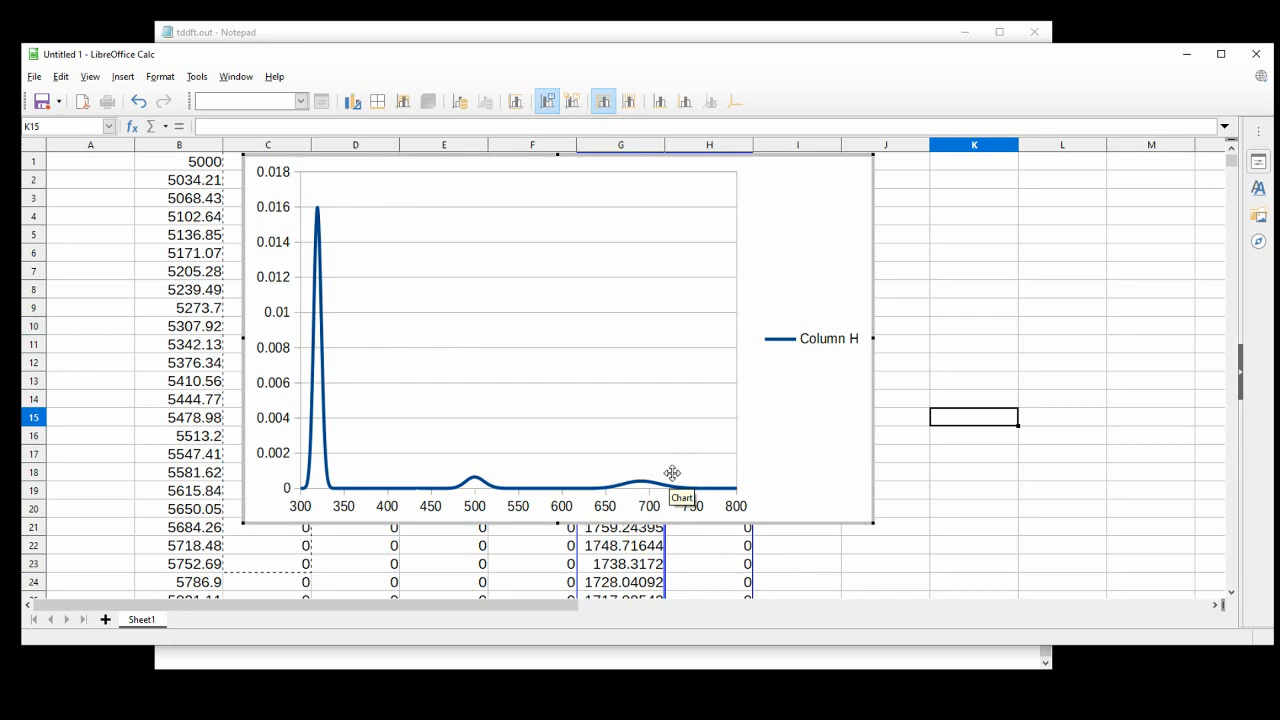 tddft.out - Notepad
Untitled 1 - LibreOffice Calc
File Edit View Insert Format Tools Window Help
K15
A B C D E F G H I J K L M
1 5000
2 5034.21
3 5068.43
4 5102.64
5 5136.85
6 5171.07
7 5205.28
8 5239.49
9 5273.7
10 5307.92
11 5342.13
12 5376.34
13 5410.56
14 5444.77
15 5478.98
16 5513.2
17 5547.41
18 5581.62
19 5615.84
20 5650.05
21 5684.26 0 0 0 0 1759.24395 0
22 5718.48 0 0 0 0 1748.71644 0
23 5752.69 0 0 0 0 1738.3172 0
24 5786.9 0 0 0 0 1728.04092 0
0.018
0.016
0.014
0.012
0.01
0.008
0.006
0.004
0.002
0
300 350 400 450 500 550 600 650 700 750 800
Column H
Chart
Sheet1